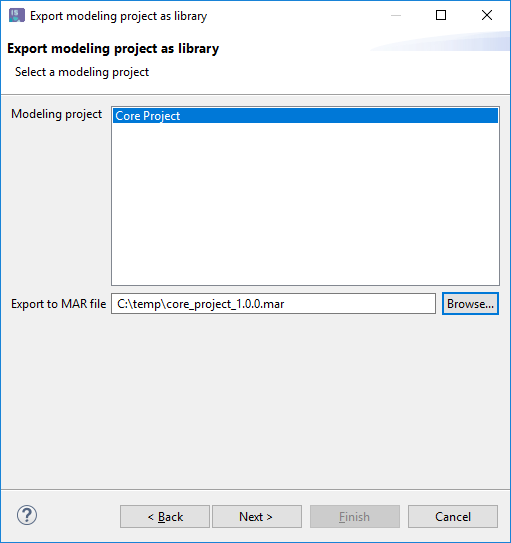 Export modeling project as library
Export modeling project as library
Select a modeling project
Modeling project
Core Project
Export to MAR file
C:\temp\core_project_1.0.0.mar
Browse...
?
< Back
Next >
Finish
Cancel